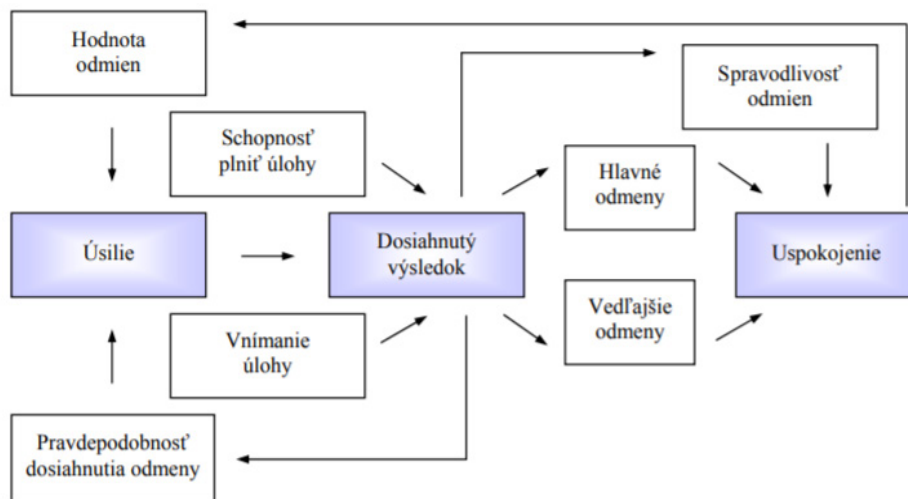 Hodnota
odmien
Spravodlivosť
odmien
Schopnosť
plniť úlohy
Hlavné
odmeny
Úsilie
Dosiahnutý
výsledok
Uspokojenie
Vnímanie
úlohy
Vedľajšie
odmeny
Pravdepodobnosť
dosiahnutia odmeny